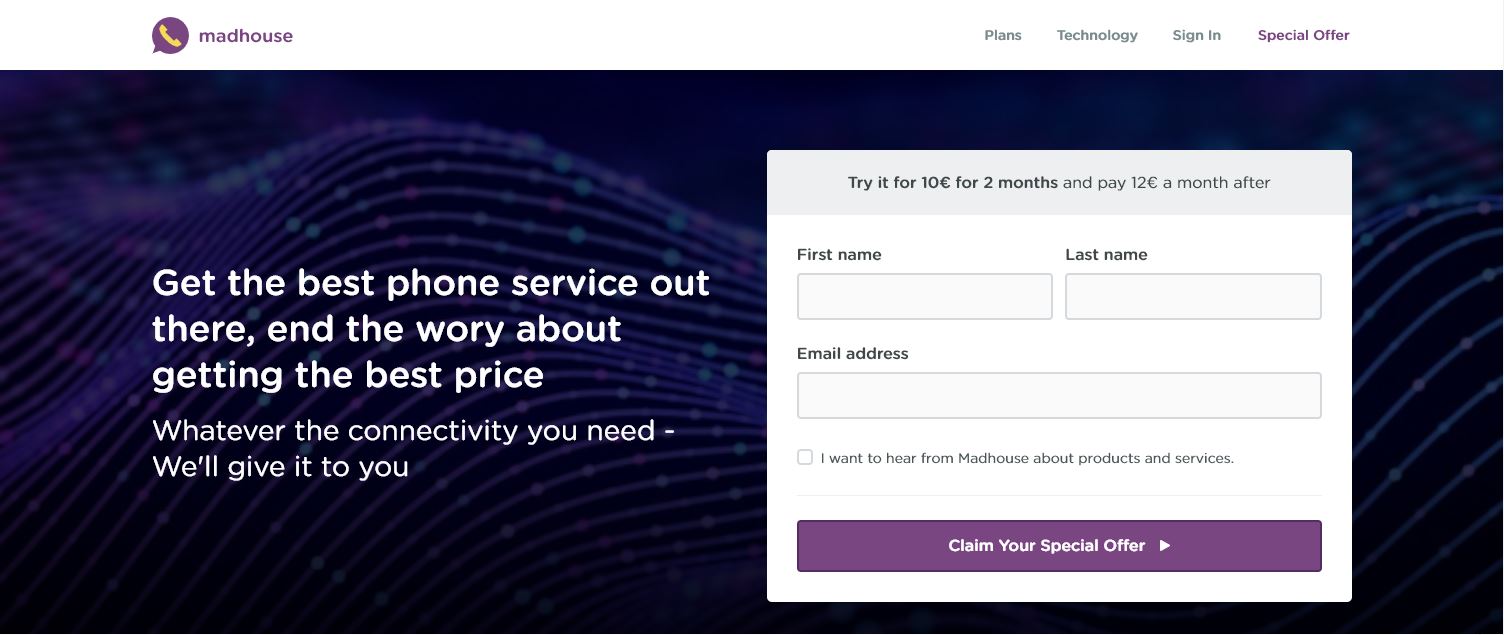 madhouse
Plans
Technology
Sign In
Special Offer
Get the best phone service out
there, end the wory about
getting the best price
Whatever the connectivity you need -
We'll give it to you
Try it for 10€ for 2 months and pay 12€ a month after
First name
Last name
Email address
I want to hear from Madhouse about products and services.
Claim Your Special Offer